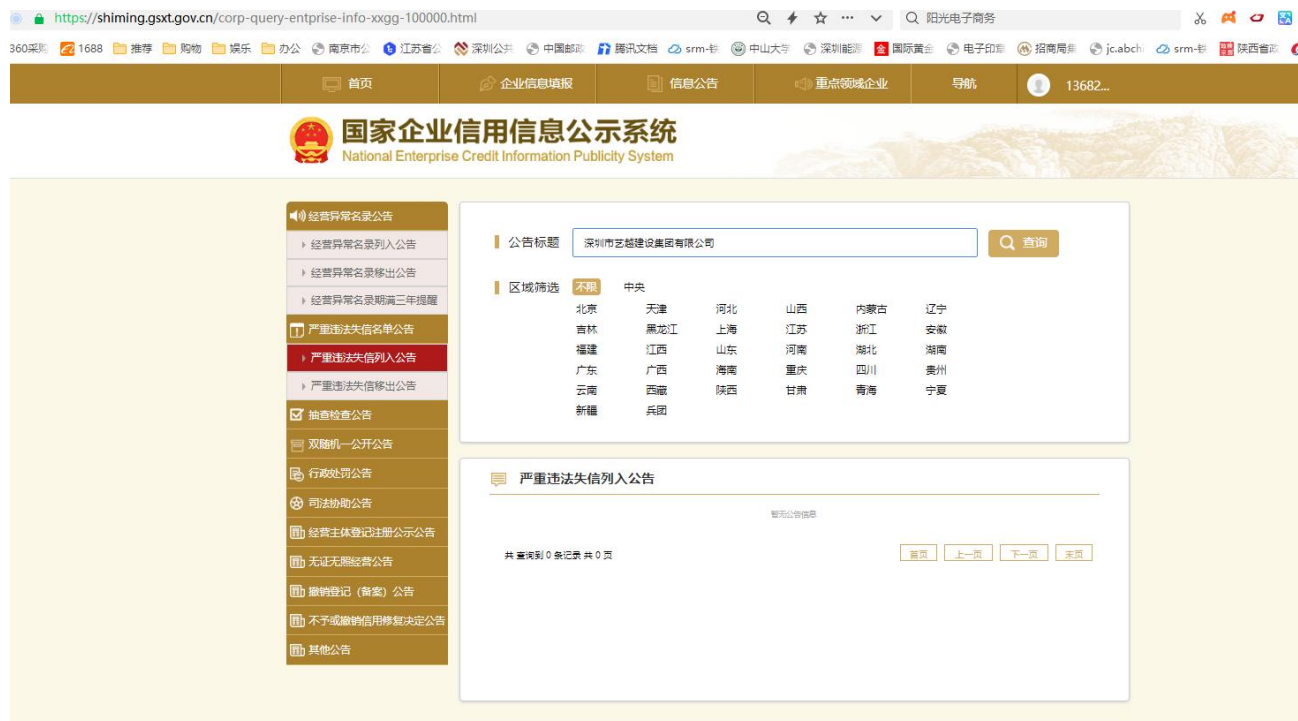 https://shiming.gsxt.gov.cn/corp-query-entprise-info-xxgg-100000.html 阳光电子商务
360采购 1688 推荐 购物 娱乐 办公 南京市公 江苏省公 深圳公共 中国邮政 腾讯文档 srm- 中山大学 深圳能源 国际黄金 电子印章 招商局集 jc.abchi srm- 陕西省政
首页 企业信息填报 信息公告 重点领域企业 导航 13682...
国家企业信用信息公示系统
National Enterprise Credit Information Publicity System
经营异常名录公告
经营异常名录列入公告
经营异常名录移出公告
经营异常名录期满三年提醒
严重违法失信名单公告
严重违法失信列入公告
严重违法失信移出公告
抽查检查公告
双随机一公开公告
行政处罚公告
司法协助公告
经营主体登记注册公示公告
无证无照经营公告
撤销登记（备案）公告
不予或撤销信用修复决定公告
其他公告
公告标题 深圳市艺越建设集团有限公司 查询
区域筛选 不限 中央
北京 天津 河北 山西 内蒙古 辽宁
吉林 黑龙江 上海 江苏 浙江 安徽
福建 江西 山东 河南 湖北 湖南
广东 广西 海南 重庆 四川 贵州
云南 西藏 陕西 甘肃 青海 宁夏
新疆 兵团
严重违法失信列入公告
暂无公告信息
共 查询到 0 条记录 共 0 页 首页 上一页 下一页 末页